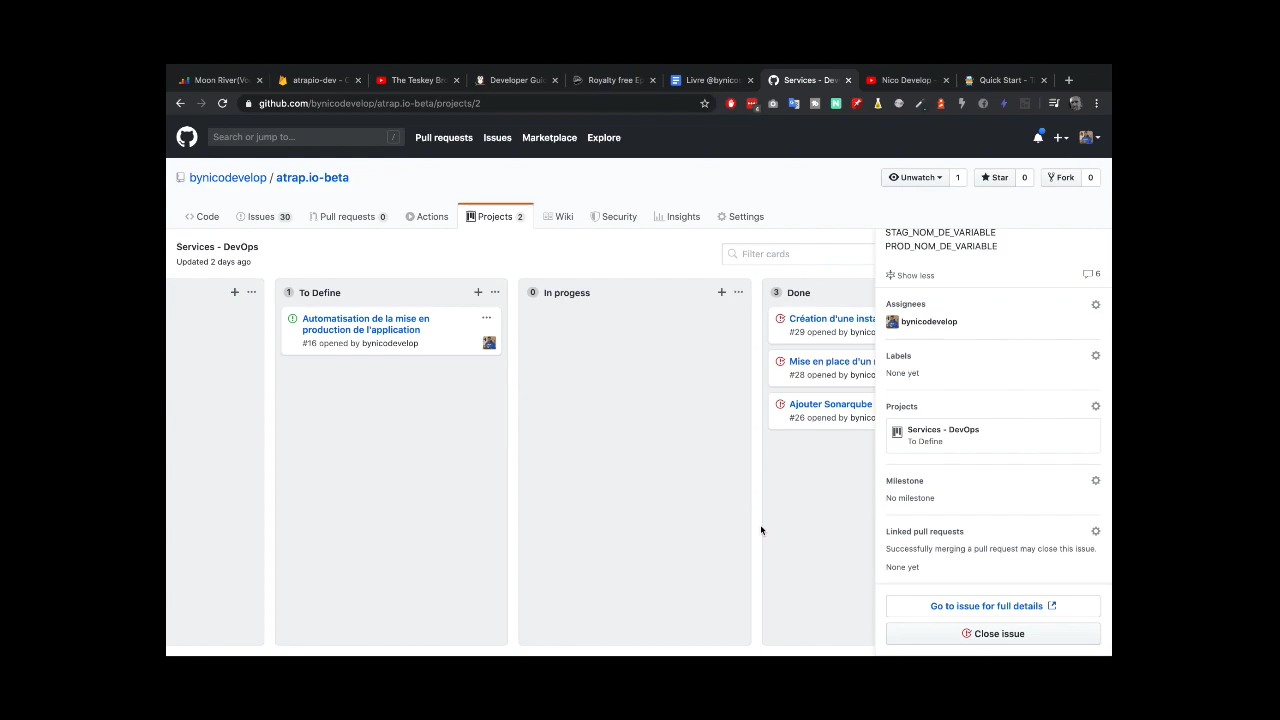 Moon River(Vo
atrapio-dev - C
The Teskey Br
Developer Gui
Royalty free E
Livre @bynico
Services - Dev
Nico Develop -
Quick Start - T
github.com/bynicodevelop/atrap.io-beta/projects/2
Search or jump to...
/
Pull requests
Issues
Marketplace
Explore
bynicodevelop / atrap.io-beta
Unwatch
1
Star
0
Fork
0
Code
Issues 30
Pull requests 0
Actions
Projects 2
Wiki
Security
Insights
Settings
Services - DevOps
Updated 2 days ago
Filter cards
1 To Define
Automatisation de la mise en
production de l'application
#16 opened by bynicodevelop
0 In progess
3 Done
Création d'une insta
#29 opened by bynico
Mise en place d'un
#28 opened by bynico
Ajouter Sonarqube
#26 opened by bynico
STAG_NOM_DE_VARIABLE
PROD_NOM_DE_VARIABLE
Show less
6
Assignees
bynicodevelop
Labels
None yet
Projects
Services - DevOps
To Define
Milestone
No milestone
Linked pull requests
Successfully merging a pull request may close this issue.
None yet
Go to issue for full details
Close issue